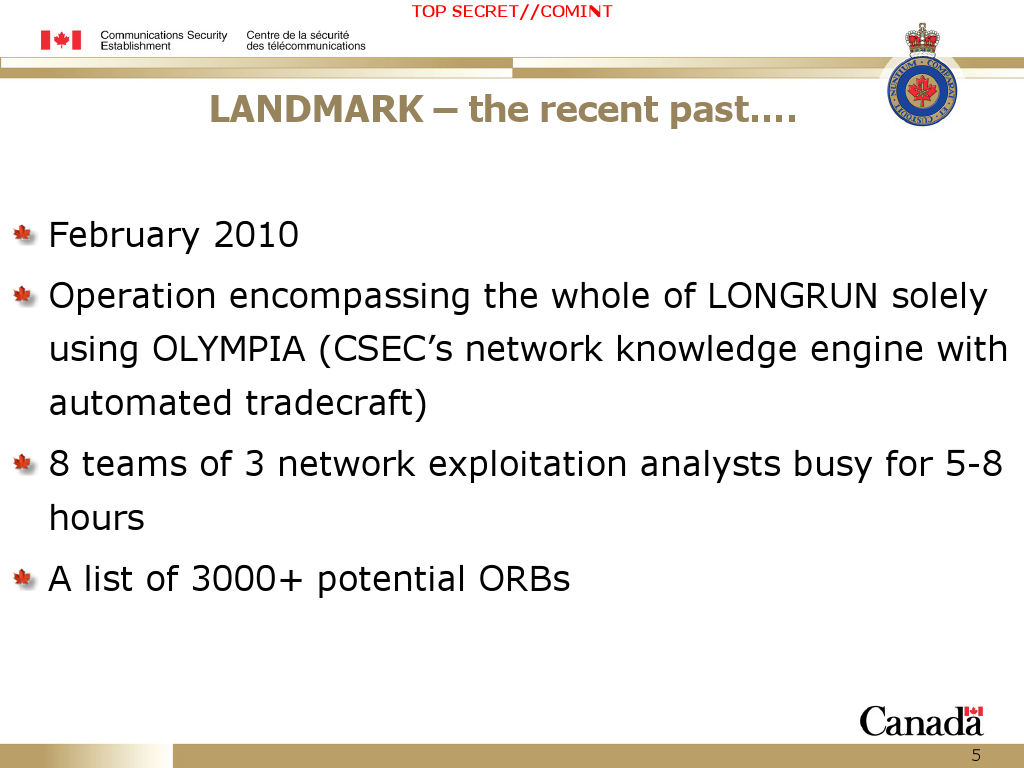 TOP SECRET//COMINT
Communications Security
Establishment
Centre de la sécurité
des télécommunications
LANDMARK – the recent past....
February 2010
Operation encompassing the whole of LONGRUN solely
using OLYMPIA (CSEC’s network knowledge engine with
automated tradecraft)
8 teams of 3 network exploitation analysts busy for 5-8
hours
A list of 3000+ potential ORBs
Canada
5